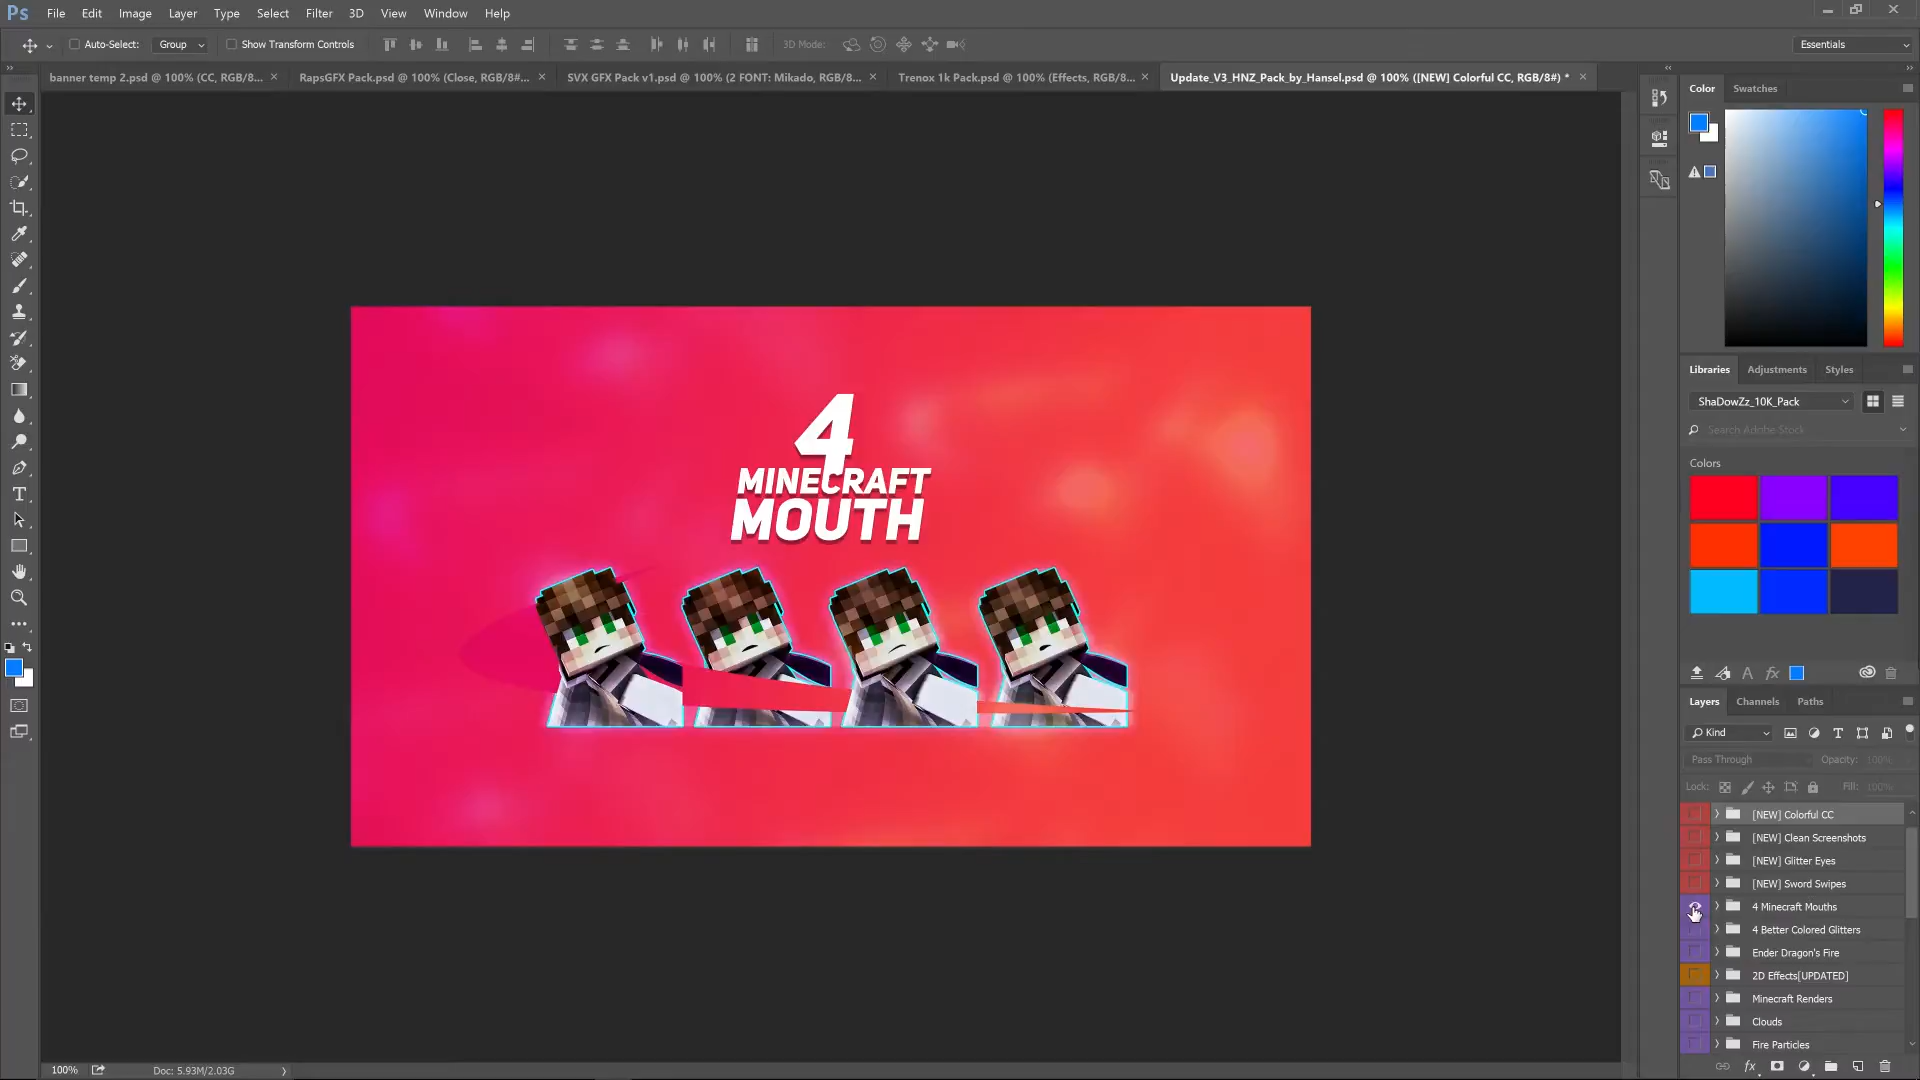 Ps File Edit Image Layer Type Select Filter 3D View Window Help
Auto-Select: Group Show Transform Controls 3D Mode: Essentials
banner temp 2.psd @ 100% (CC, RGB/8... × RapsGFX Pack.psd @ 100% (Close, RGB/8#... × SVX GFX Pack v1.psd @ 100% (2 FONT: Mikado, RGB/8... × Trenox 1k Pack.psd @ 100% (Effects, RGB/8... × Update_V3_HNZ_Pack_by_Hansel.psd @ 100% ([NEW] Colorful CC, RGB/8#) * ×
Color Swatches
4
MINECRAFT
MOUTH
Libraries Adjustments Styles
ShaDowZz_10K_Pack
Search Adobe Stock
Colors
Layers Channels Paths
Kind
Pass Through Opacity: 100%
Lock: Fill: 100%
[NEW] Colorful CC
[NEW] Clean Screenshots
[NEW] Glitter Eyes
[NEW] Sword Swipes
4 Minecraft Mouths
4 Better Colored Glitters
Ender Dragon's Fire
2D Effects[UPDATED]
Minecraft Renders
Clouds
Fire Particles
100% Doc: 5.93M/2.03G